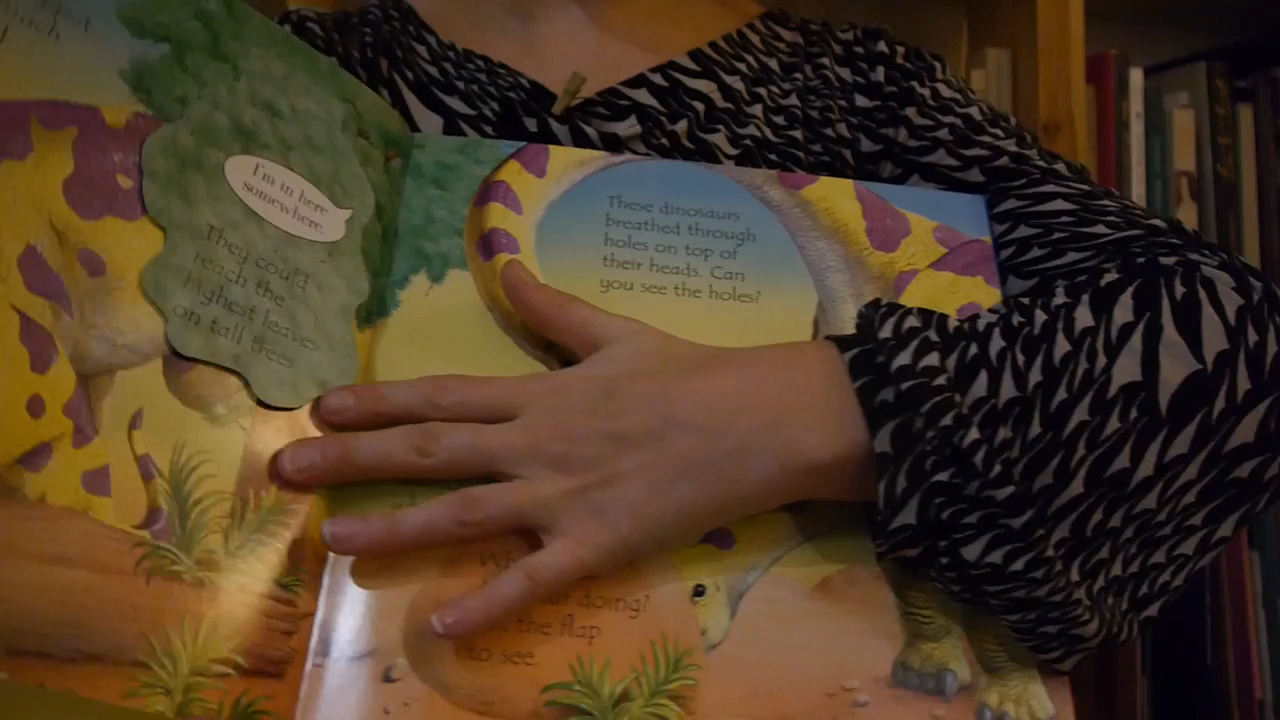 I'm in here
somewhere.
They could
reach the
highest leaves
on tall trees.
These dinosaurs
breathed through
holes on top of
their heads. Can
you see the holes?
doing?
the flap
to see.